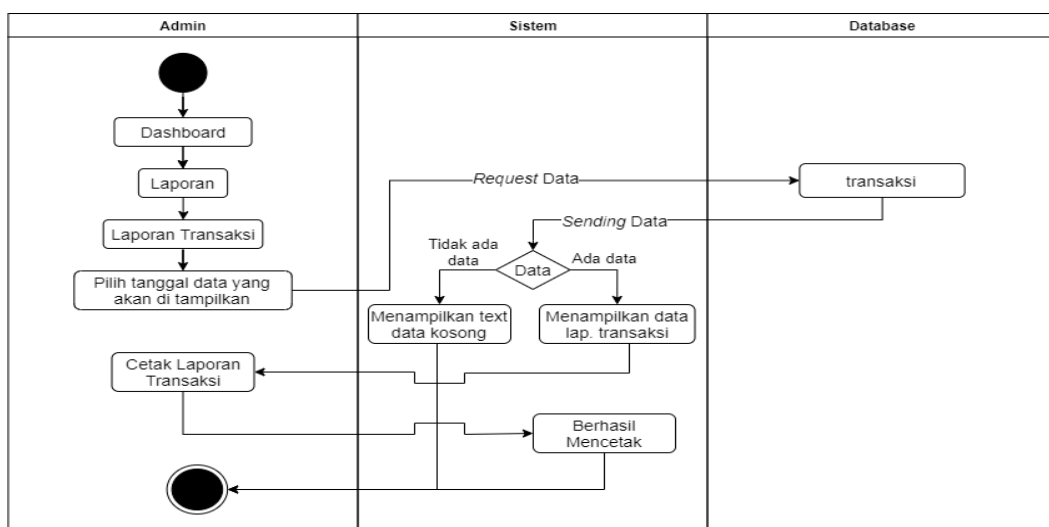 Admin
Sistem
Database
Dashboard
Laporan
Request Data
transaksi
Laporan Transaksi
Sending Data
Tidak ada
data
Data
Ada data
Pilih tanggal data yang
akan di tampilkan
Menampilkan text
data kosong
Menampilkan data
lap. transaksi
Cetak Laporan
Transaksi
Berhasil
Mencetak